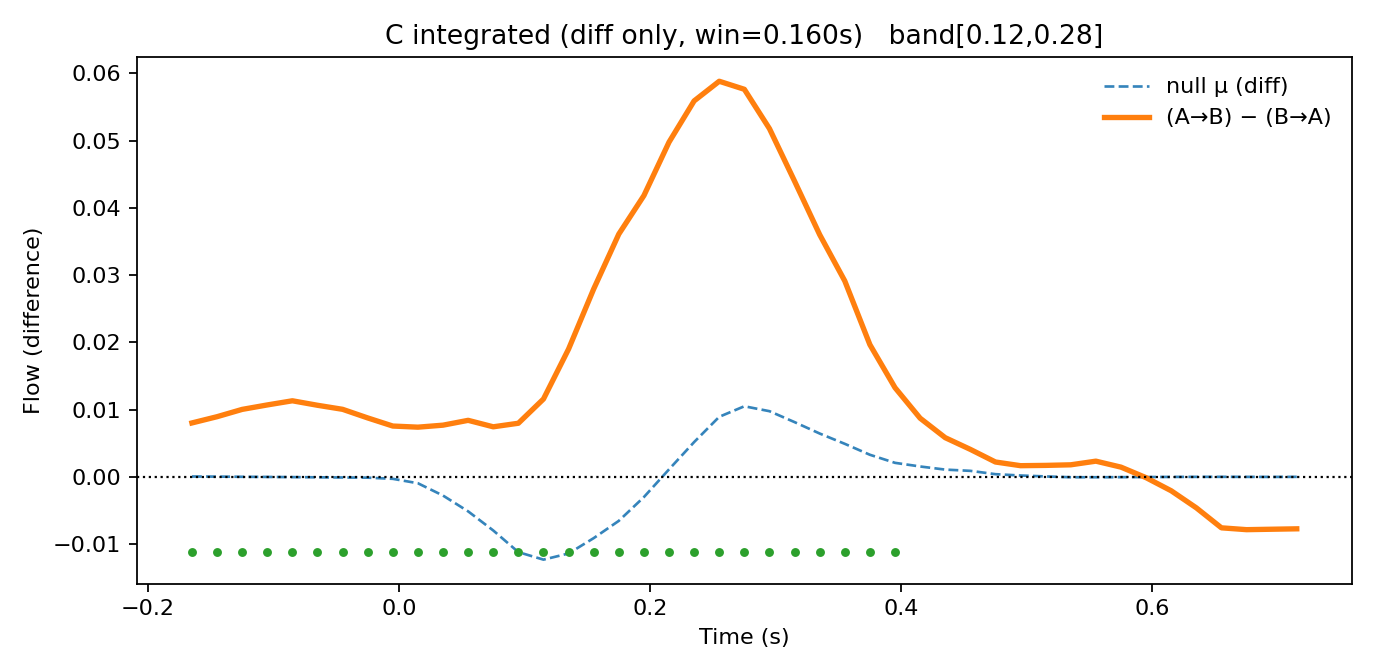 C integrated (diff only, win=0.160s)   band[0.12,0.28]
null μ (diff)
(A→B) − (B→A)
Flow (difference)
0.06
0.05
0.04
0.03
0.02
0.01
0.00
−0.01
−0.2
0.0
0.2
0.4
0.6
Time (s)